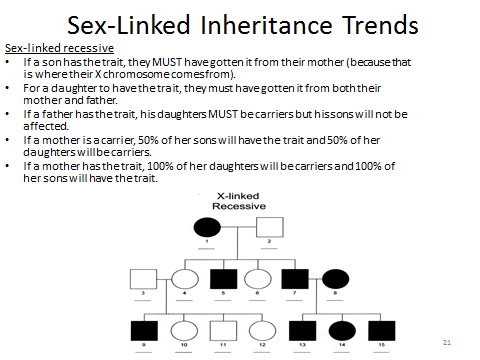 Sex-Linked Inheritance Trends
Sex-linked recessive
• If a son has the trait, they MUST have gotten it from their mother (because that
is where their X chromosome comes from).
• For a daughter to have the trait, they must have gotten it from both their
mother and father.
• If a father has the trait, his daughters MUST be carriers but his sons will not be
affected.
• If a mother is a carrier, 50% of her sons will have the trait and 50% of her
daughters will be carriers.
• If a mother has the trait, 100% of her daughters will be carriers and 100% of
her sons will have the trait.
X-linked
Recessive
1 2
3 4 5 6 7 8
9 10 11 12 13 14 15
21